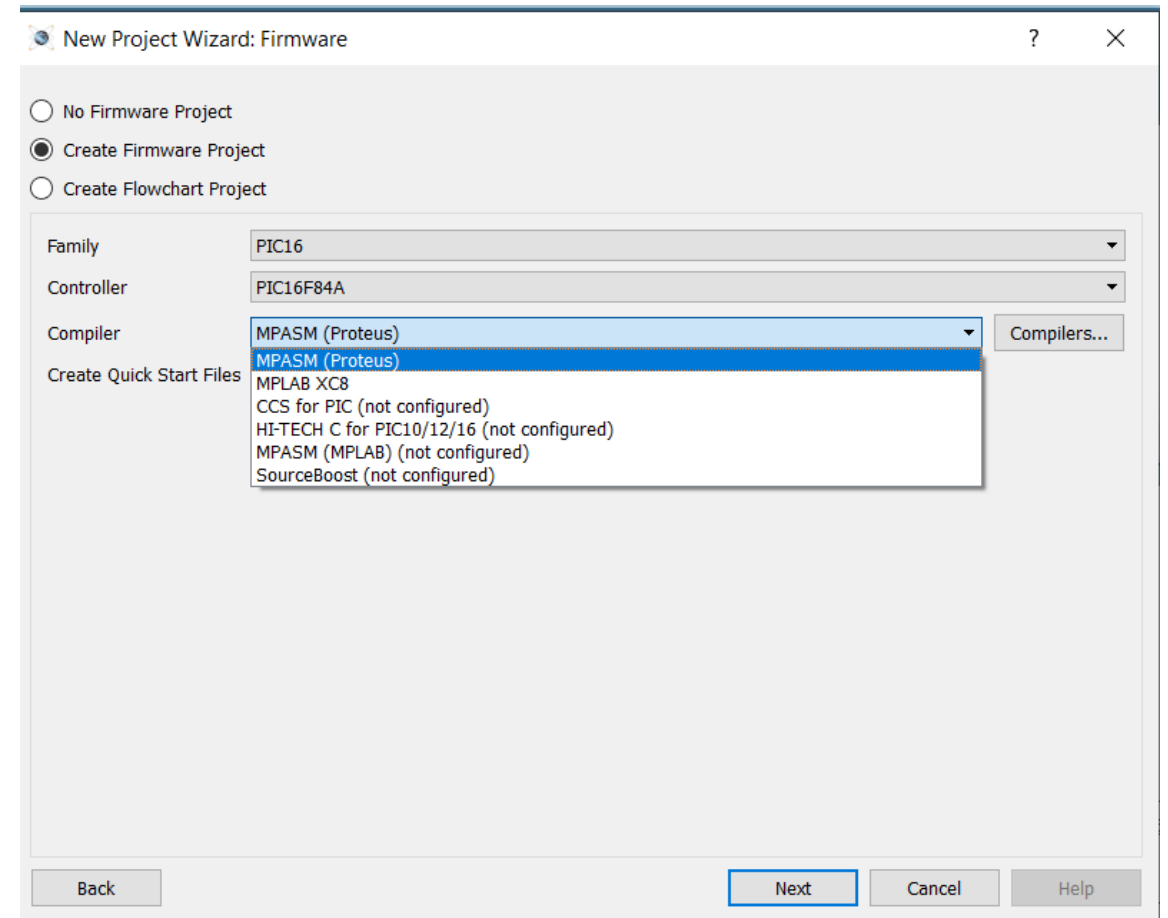 New Project Wizard: Firmware ? ×
No Firmware Project
Create Firmware Project
Create Flowchart Project
Family PIC16
Controller PIC16F84A
Compiler MPASM (Proteus) Compilers...
MPASM (Proteus)
Create Quick Start Files MPLAB XC8
CCS for PIC (not configured)
HI-TECH C for PIC10/12/16 (not configured)
MPASM (MPLAB) (not configured)
SourceBoost (not configured)
Back Next Cancel Help